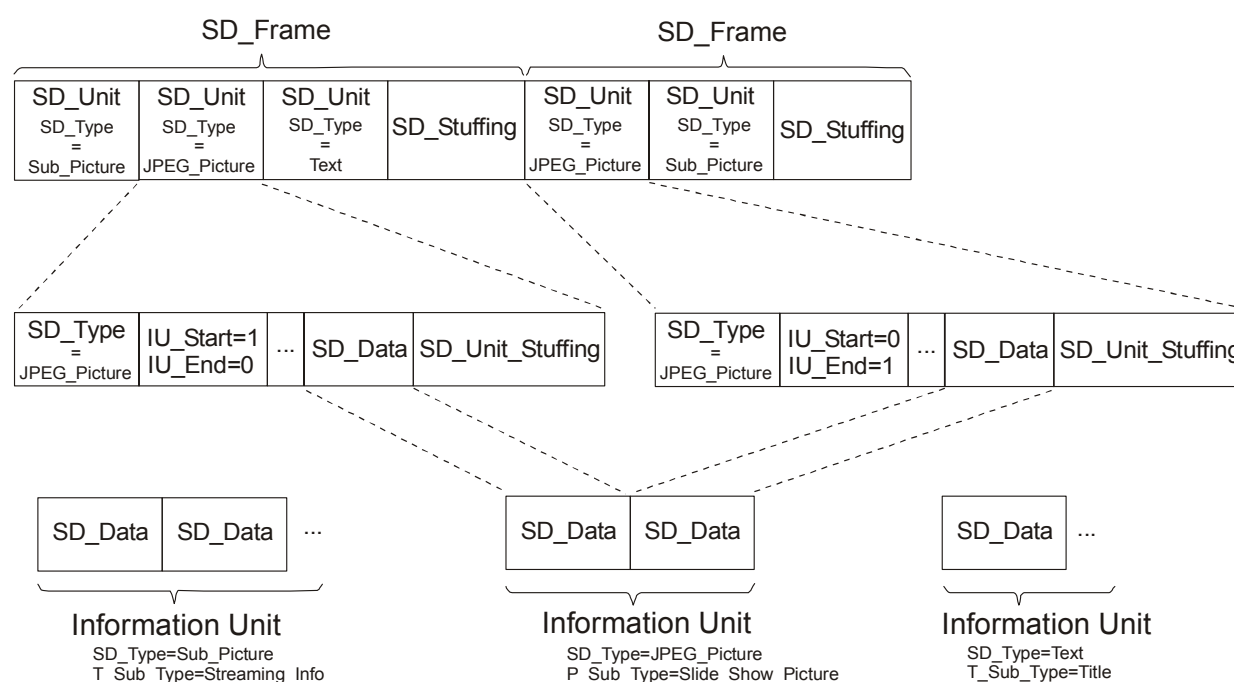 SD_Frame
SD_Frame
SD_Unit
SD_Type
=
Sub_Picture
SD_Unit
SD_Type
=
JPEG_Picture
SD_Unit
SD_Type
=
Text
SD_Stuffing
SD_Unit
SD_Type
=
JPEG_Picture
SD_Unit
SD_Type
=
Sub_Picture
SD_Stuffing
SD_Type
=
JPEG_Picture
IU_Start=1
IU_End=0
...
SD_Data
SD_Unit_Stuffing
SD_Type
=
JPEG_Picture
IU_Start=0
IU_End=1
...
SD_Data
SD_Unit_Stuffing
SD_Data
SD_Data
...
SD_Data
SD_Data
SD_Data
...
Information Unit
SD_Type=Sub_Picture
T_Sub_Type=Streaming_Info
Information Unit
SD_Type=JPEG_Picture
P_Sub_Type=Slide_Show_Picture
Information Unit
SD_Type=Text
T_Sub_Type=Title